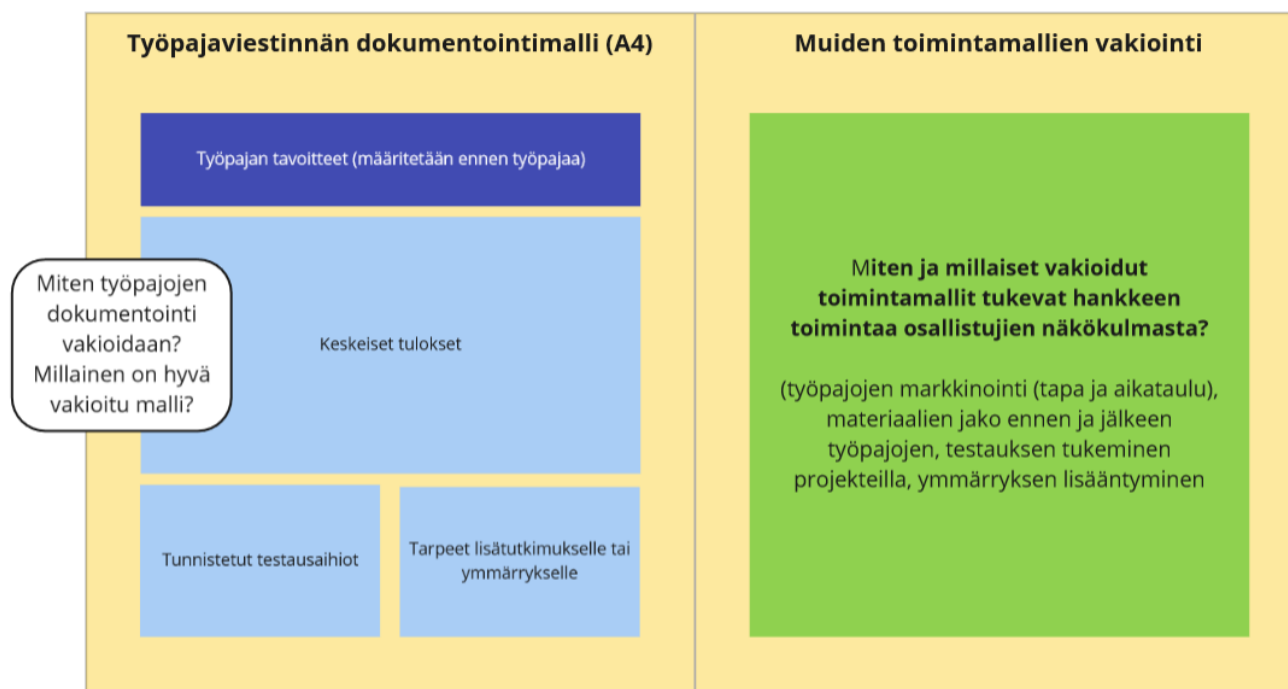 Työpajaviestinnän dokumentointimalli (A4)
Työpajan tavoitteet (määritetään ennen työpajaa)
Miten työpajojen
dokumentointi
vakioidaan?
Millainen on hyvä
vakioitu malli?
Keskeiset tulokset
Tunnistetut testausaihiot
Tarpeet lisätutkimukselle tai
ymmärrykselle
Muiden toimintamallien vakiointi
Miten ja millaiset vakioidut
toimintamallit tukevat hankkeen
toimintaa osallistujien näkökulmasta?
(työpajojen markkinointi (tapa ja aikataulu),
materiaalien jako ennen ja jälkeen
työpajojen, testauksen tukeminen
projekteilla, ymmärryksen lisääntyminen